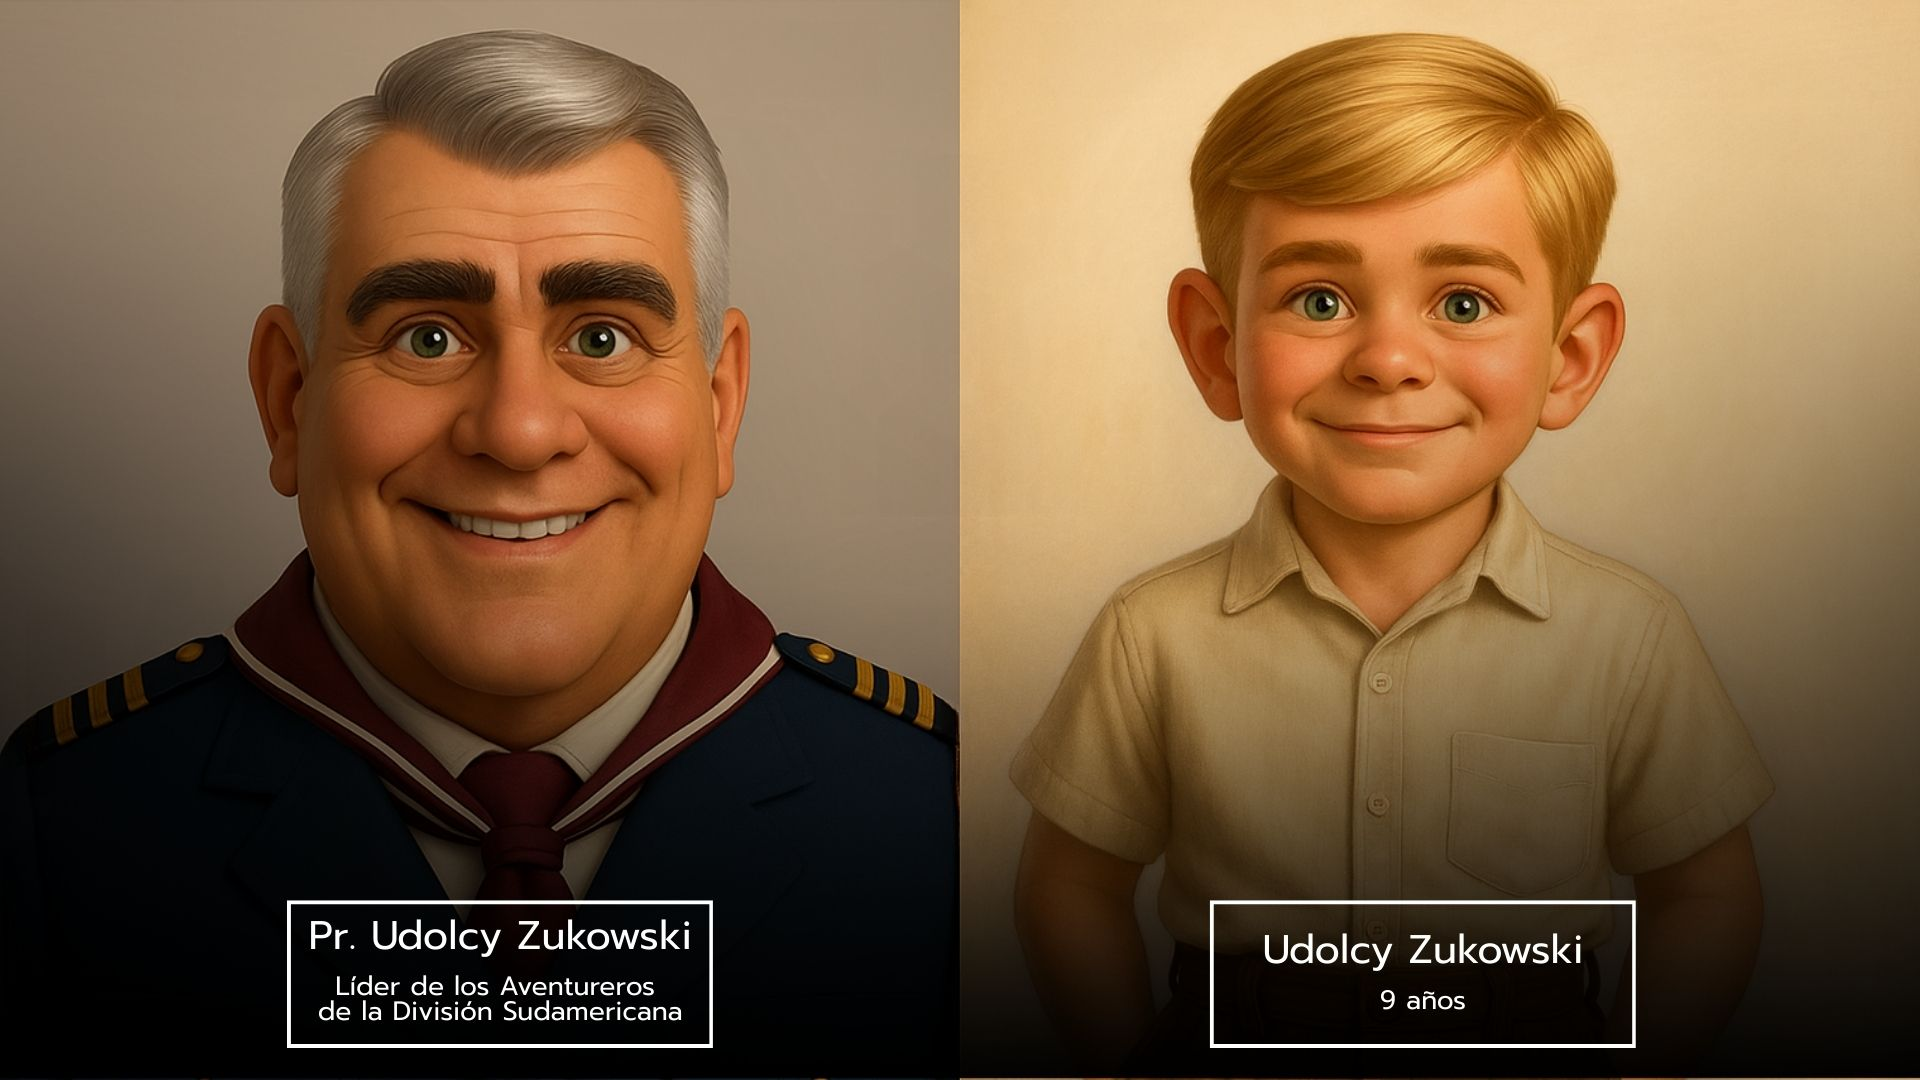 Pr. Udolcy Zukowski
Líder de los Aventureros
de la División Sudamericana
Udolcy Zukowski
9 años